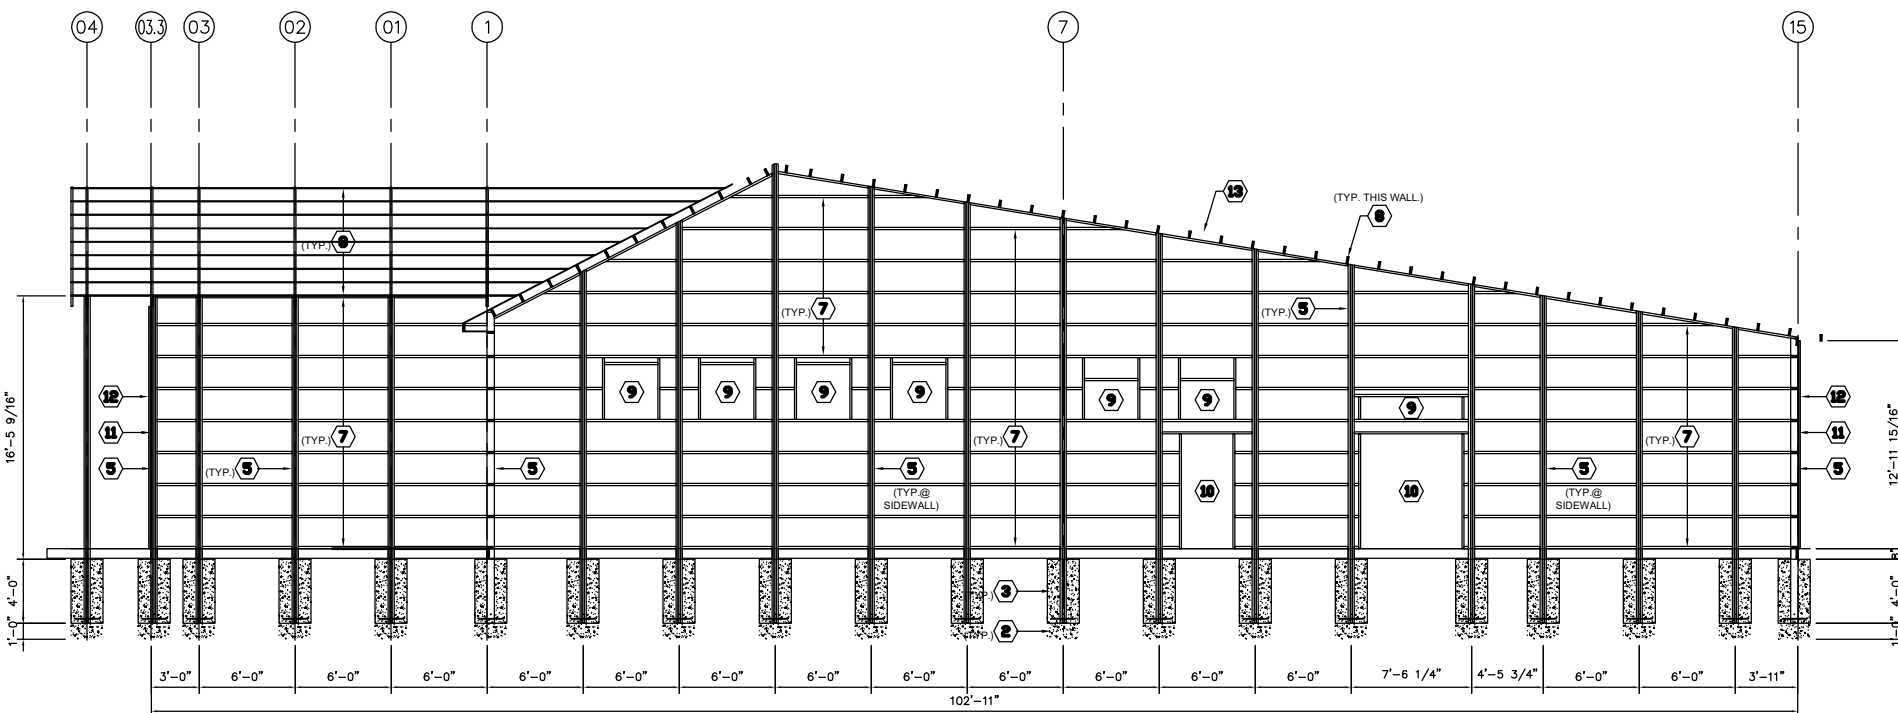 04 03.3 03 02 01 1 7 15
13
(TYP. THIS WALL.)
8
(TYP.) 8
(TYP.) 7
(TYP.) 5
9 9 9 9 9 9
12 9 12
11 (TYP.) 7 (TYP.) 7 (TYP.) 7 11
5 (TYP.) 5 5 5 5 5
(TYP.@
SIDEWALL)
(TYP.@
SIDEWALL)
10 10
16'-5 9/16"
4'-0"
1'-0"
12'-11 15/16"
8"
4'-0"
1'-0"
3
2
3'-0" 6'-0" 6'-0" 6'-0" 6'-0" 6'-0" 6'-0" 6'-0" 6'-0" 6'-0" 6'-0" 6'-0" 6'-0" 7'-6 1/4" 4'-5 3/4" 6'-0" 6'-0" 3'-11"
102'-11"